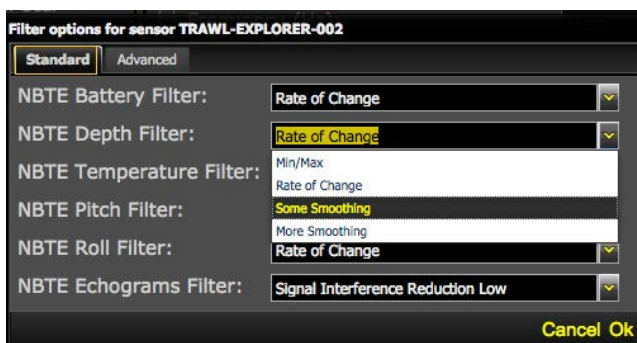 Filter options for sensor TRAWL-EXPLORER-002
Standard Advanced
NBTE Battery Filter: Rate of Change
NBTE Depth Filter: Rate of Change
Min/Max
NBTE Temperature Filter:
Rate of Change
NBTE Pitch Filter: Some Smoothing
More Smoothing
NBTE Roll Filter: Rate of Change
NBTE Echograms Filter: Signal Interference Reduction Low
Cancel Ok